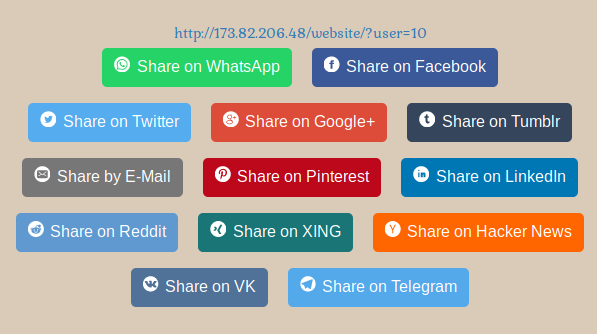 http://173.82.206.48/website/?user=10
Share on WhatsApp Share on Facebook
Share on Twitter Share on Google+ Share on Tumblr
Share by E-Mail Share on Pinterest Share on LinkedIn
Share on Reddit Share on XING Share on Hacker News
Share on VK Share on Telegram